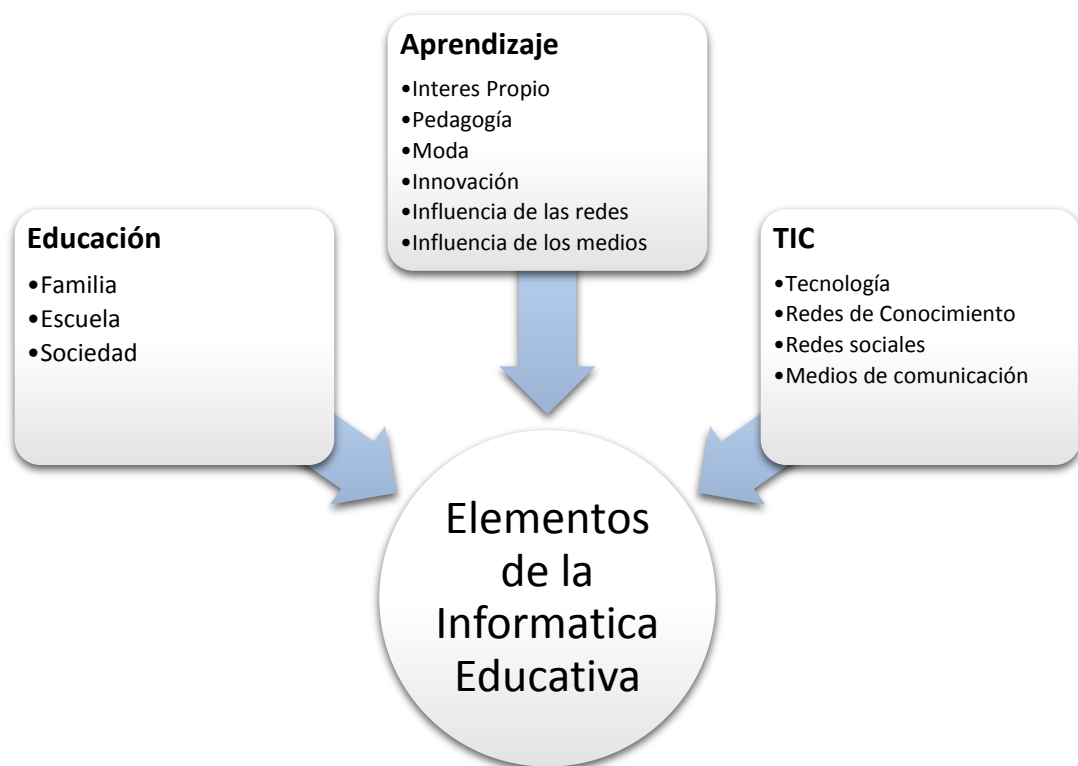 Aprendizaje
•Interes Propio
•Pedagogía
•Moda
•Innovación
•Influencia de las redes
•Influencia de los medios
Educación
•Familia
•Escuela
•Sociedad
TIC
•Tecnología
•Redes de Conocimiento
•Redes sociales
•Medios de comunicación
Elementos
de la
Informatica
Educativa